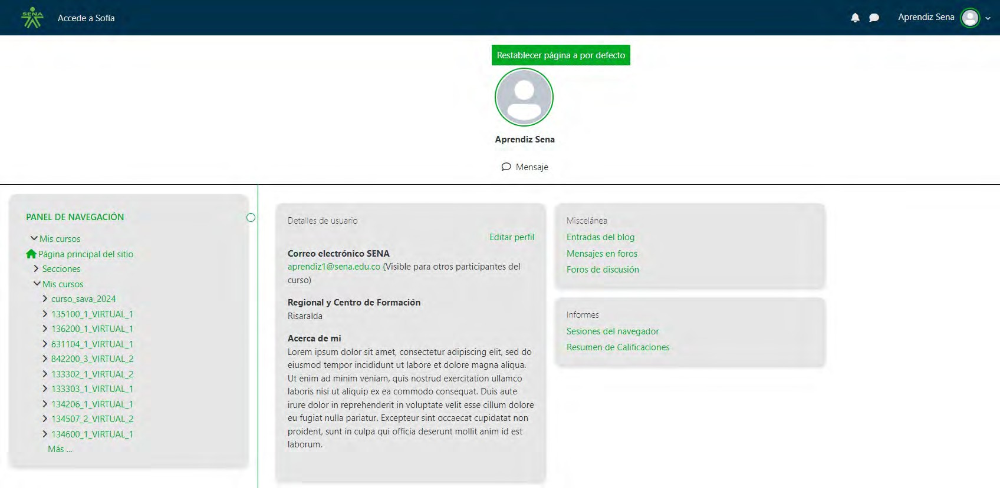 SENA
Accede a Sofía
Aprendiz Sena
Restablecer página a por defecto
Aprendiz Sena
Mensaje
PANEL DE NAVEGACIÓN
Mis cursos
Página principal del sitio
Secciones
Mis cursos
curso_sava_2024
135100_1_VIRTUAL_1
136200_1_VIRTUAL_1
631104_1_VIRTUAL_1
842200_3_VIRTUAL_2
133302_1_VIRTUAL_2
133303_1_VIRTUAL_1
134206_1_VIRTUAL_1
134507_2_VIRTUAL_2
134600_1_VIRTUAL_1
Más ...
Detalles de usuario
Editar perfil
Correo electrónico SENA
aprendiz1@sena.edu.co (Visible para otros participantes del
curso)
Regional y Centro de Formación
Risaralda
Acerca de mi
Lorem ipsum dolor sit amet, consectetur adipiscing elit, sed do
eiusmod tempor incididunt ut labore et dolore magna aliqua.
Ut enim ad minim veniam, quis nostrud exercitation ullamco
laboris nisi ut aliquip ex ea commodo consequat. Duis aute
irure dolor in reprehenderit in voluptate velit esse cillum dolore
eu fugiat nulla pariatur. Excepteur sint occaecat cupidatat non
proident, sunt in culpa qui officia deserunt mollit anim id est
laborum.
Miscelánea
Entradas del blog
Mensajes en foros
Foros de discusión
Informes
Sesiones del navegador
Resumen de Calificaciones